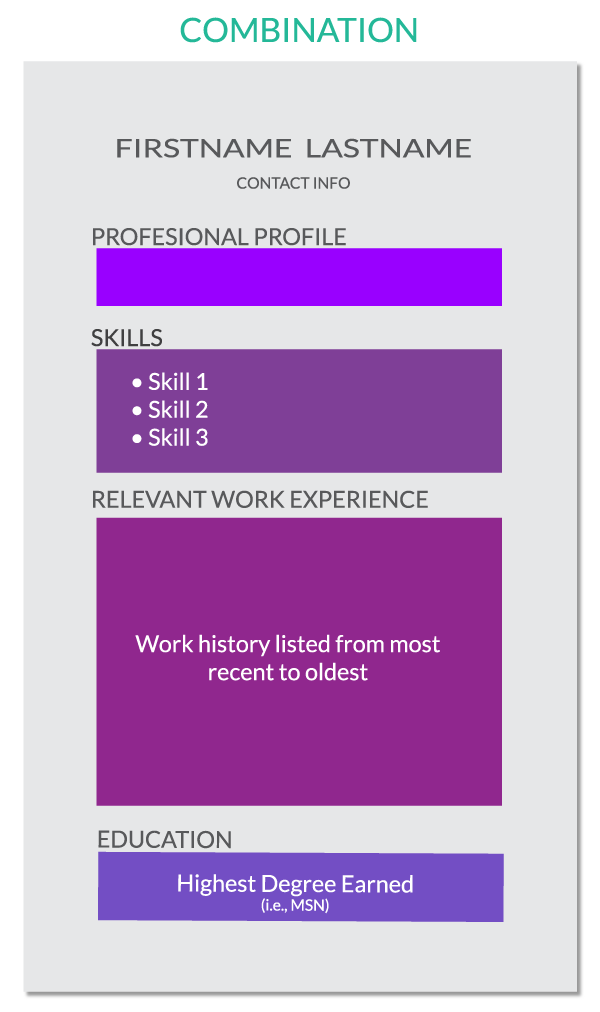 COMBINATION
FIRSTNAME LASTNAME
CONTACT INFO
PROFESIONAL PROFILE
SKILLS
• Skill 1
• Skill 2
• Skill 3
RELEVANT WORK EXPERIENCE
Work history listed from most
recent to oldest
EDUCATION
Highest Degree Earned
(i.e., MSN)